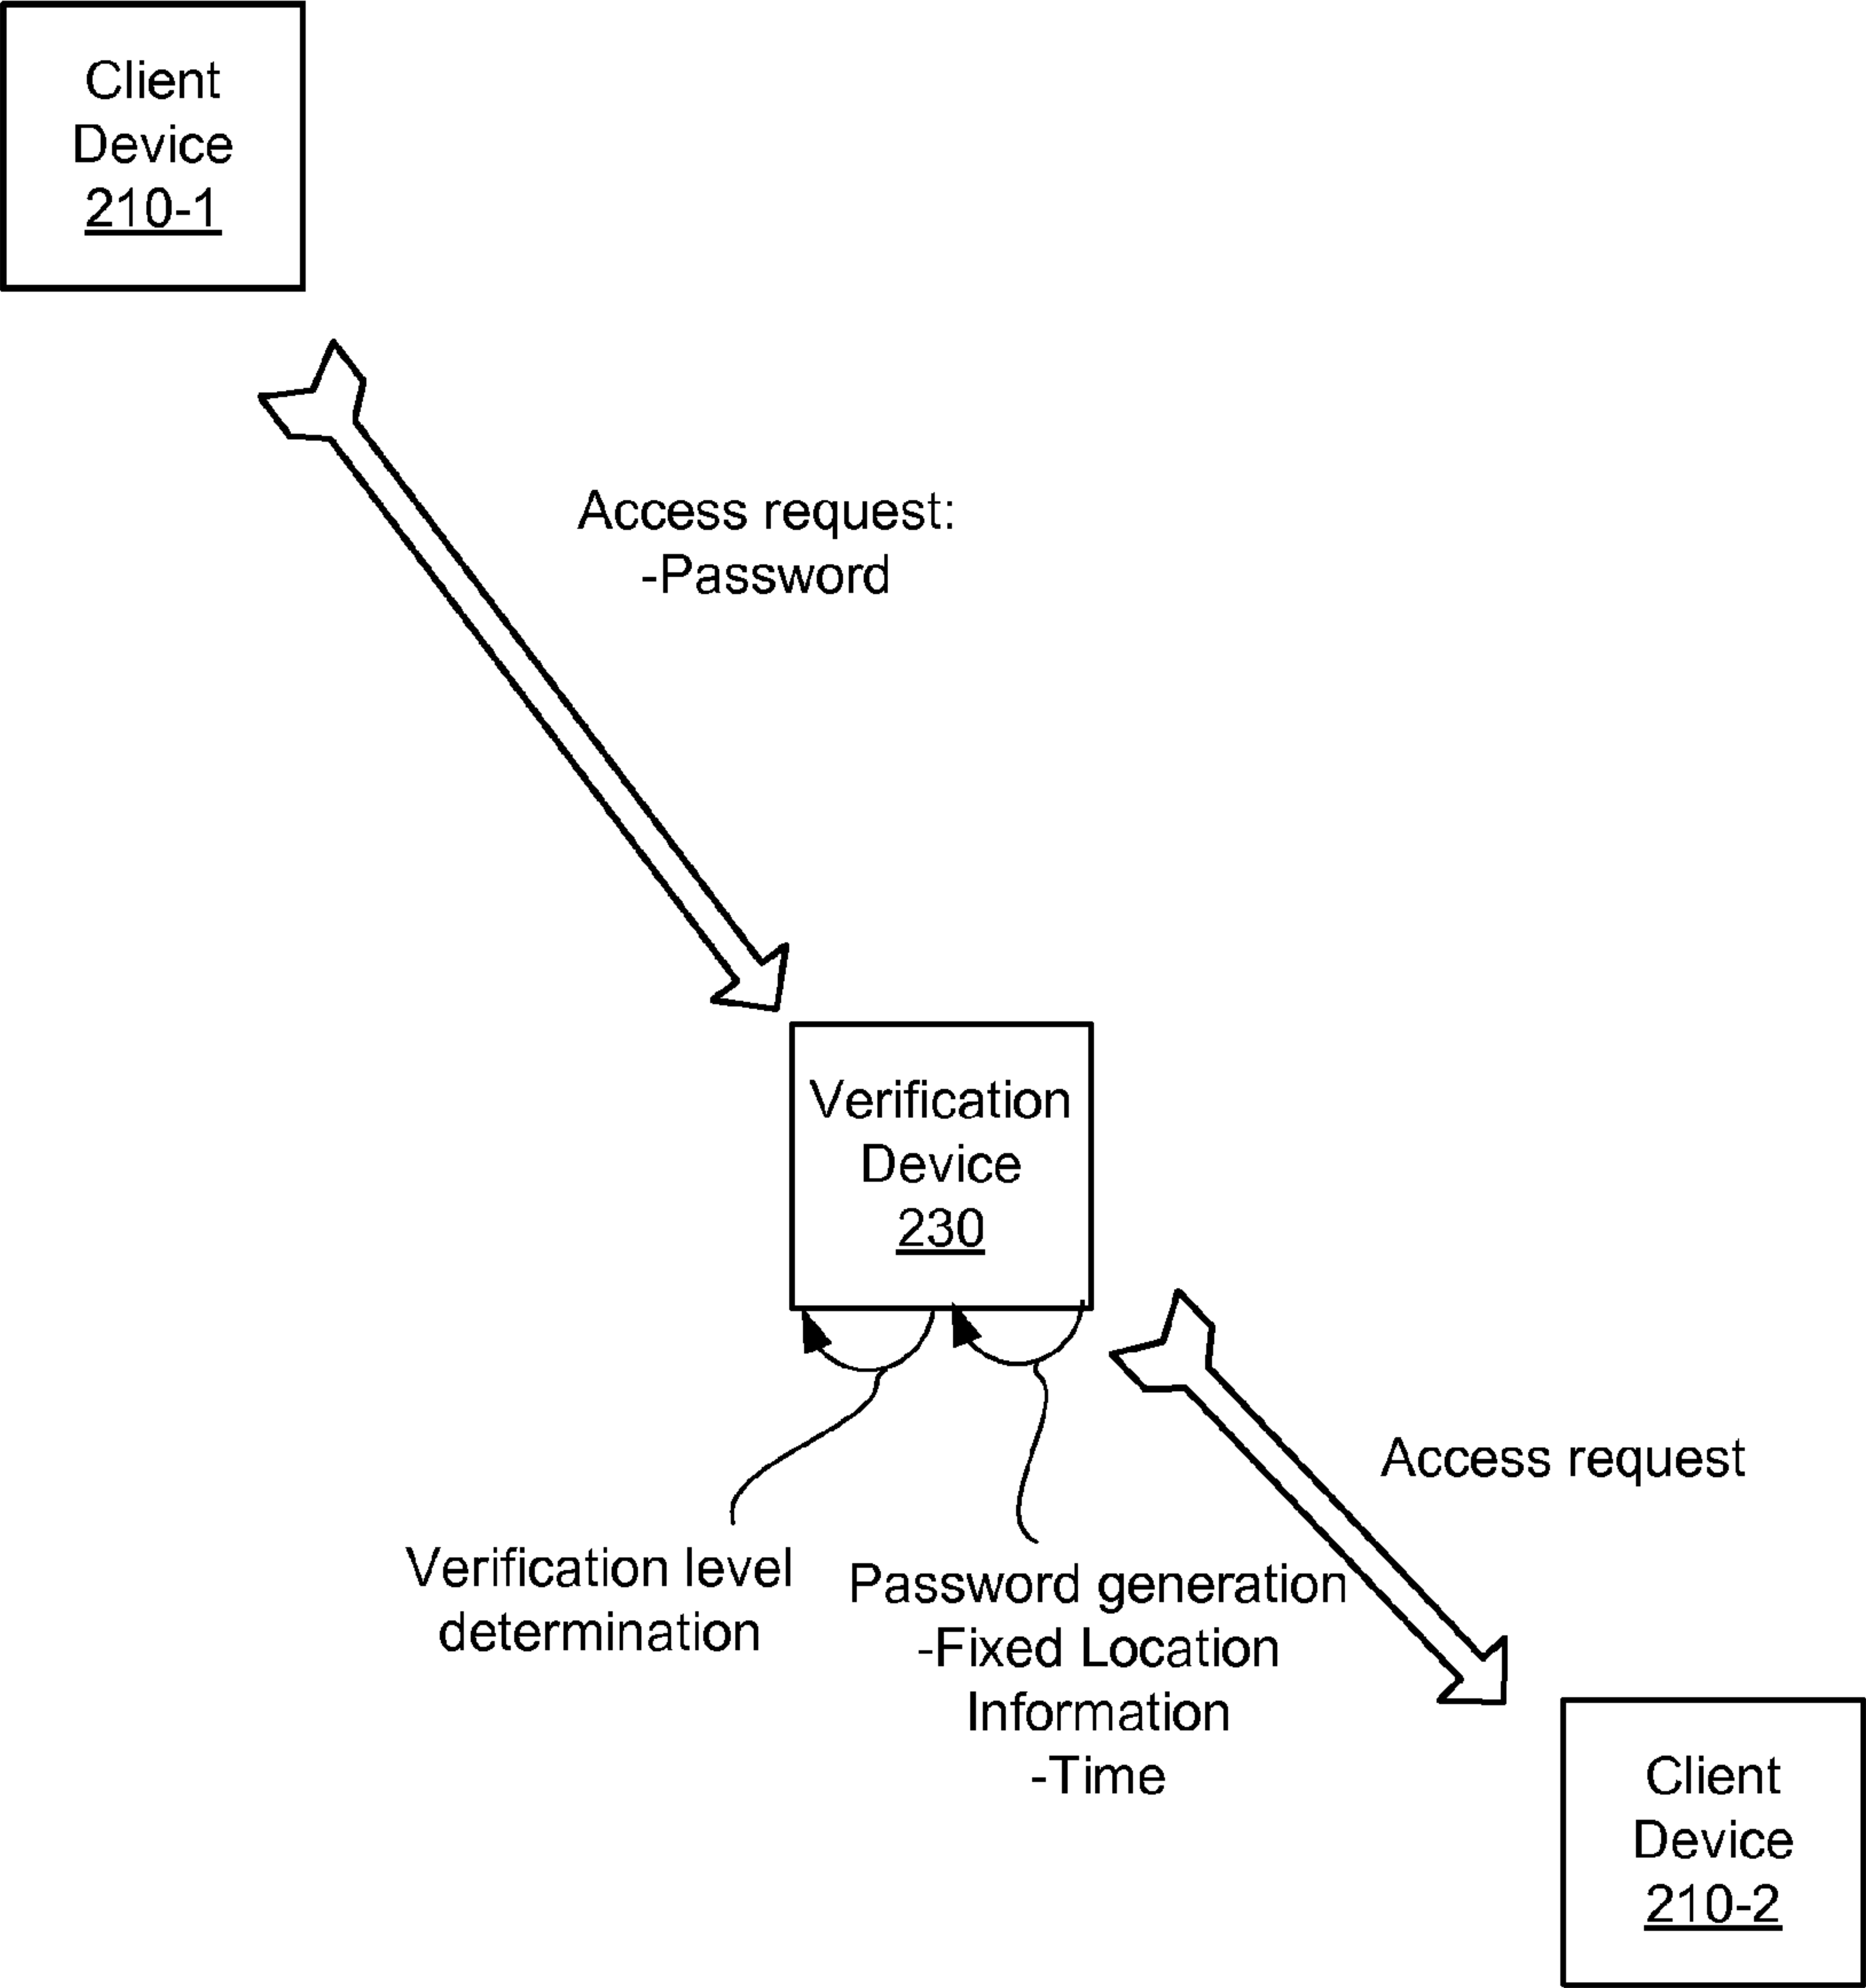 Client
Device
210-1
Access request:
-Password
Verification
Device
230
Access request
Verification level
determination
Password generation
-Fixed Location
Information
-Time
Client
Device
210-2